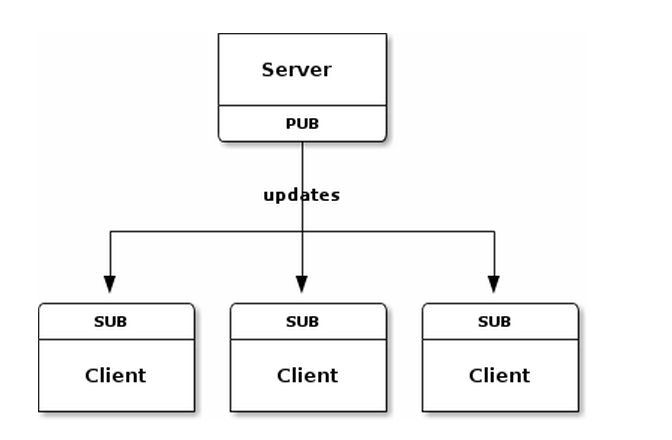 Server
PUB
updates
SUB
SUB
SUB
Client
Client
Client